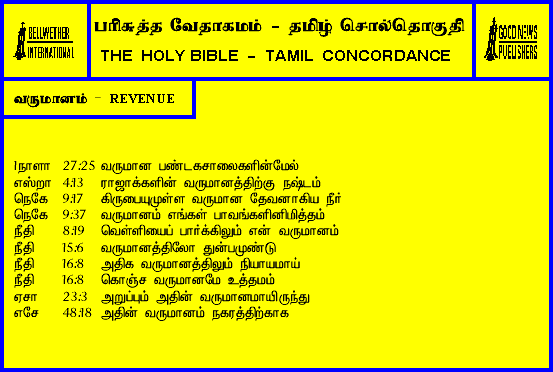 BELLWETHER
INTERNATIONAL
பரிசுத்த வேதாகமம் - தமிழ் சொல்தொகுதி
THE HOLY BIBLE - TAMIL CONCORDANCE
GOOD NEWS
PUBLISHERS
வருமானம் - REVENUE
1நாளா 27:25 வருமான பண்டகசாலைகளின்மேல்
எஸ்றா 4:13 ராஜாக்களின் வருமானத்திற்கு நஷ்டம்
நெகே 9:17 கிருபையுமுள்ள வருமான தேவனாகிய நீர்
நெகே 9:37 வருமானம் எங்கள் பாவங்களினிமித்தம்
நீதி 8:19 வெள்ளியைப் பார்க்கிலும் என் வருமானம்
நீதி 15:6 வருமானத்திலோ துன்பமுண்டு
நீதி 16:8 அதிக வருமானத்திலும் நியாயமாய்
நீதி 16:8 கொஞ்ச வருமானமே உத்தமம்
ஏசா 23:3 அறுப்பும் அதின் வருமானமாயிருந்து
எசே 48:18 அதின் வருமானம் நகரத்திற்காக